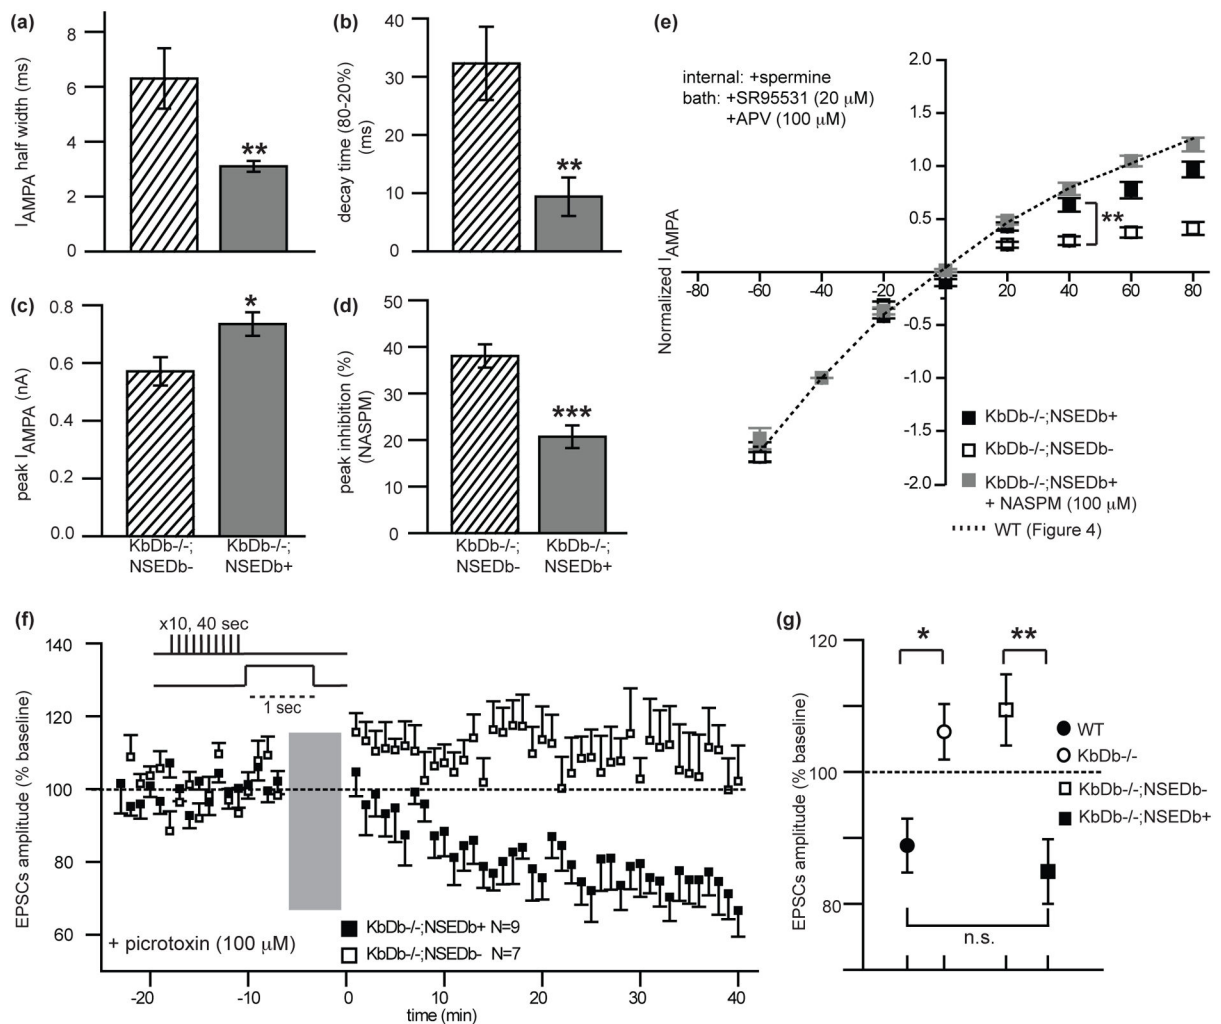 (a)
I AMPA half width (ms)
8
6
4
2
0
**
(b)
decay time (80-20%)
(ms)
40
30
20
10
0
**
(c)
peak I AMPA (nA)
0.8
0.6
0.4
0.2
0.0
*
KbDb-/-;
NSEDb-
KbDb-/-;
NSEDb+
(d)
peak inhibition (%)
(NASPM)
50
40
30
20
10
0
***
KbDb-/-;
NSEDb-
KbDb-/-;
NSEDb+
(e)
internal: +spermine
bath: +SR95531 (20 μM)
+APV (100 μM)
Normalized I AMPA
2.0
1.5
1.0
0.5
-0.5
-1.0
-1.5
-2.0
-80 -60 -40 -20 0 20 40 60 80
**
KbDb-/-;NSEDb+
KbDb-/-;NSEDb-
KbDb-/-;NSEDb+
+ NASPM (100 μM)
WT (Figure 4)
(f)
x10, 40 sec
1 sec
EPSCs amplitude (% baseline)
140
120
100
80
60
+ picrotoxin (100 μM)
KbDb-/-;NSEDb+ N=9
KbDb-/-;NSEDb- N=7
-20 -10 0 10 20 30 40
time (min)
(g)
EPSCs amplitude (% baseline)
120
100
80
* **
n.s.
WT
KbDb-/-
KbDb-/-;NSEDb-
KbDb-/-;NSEDb+